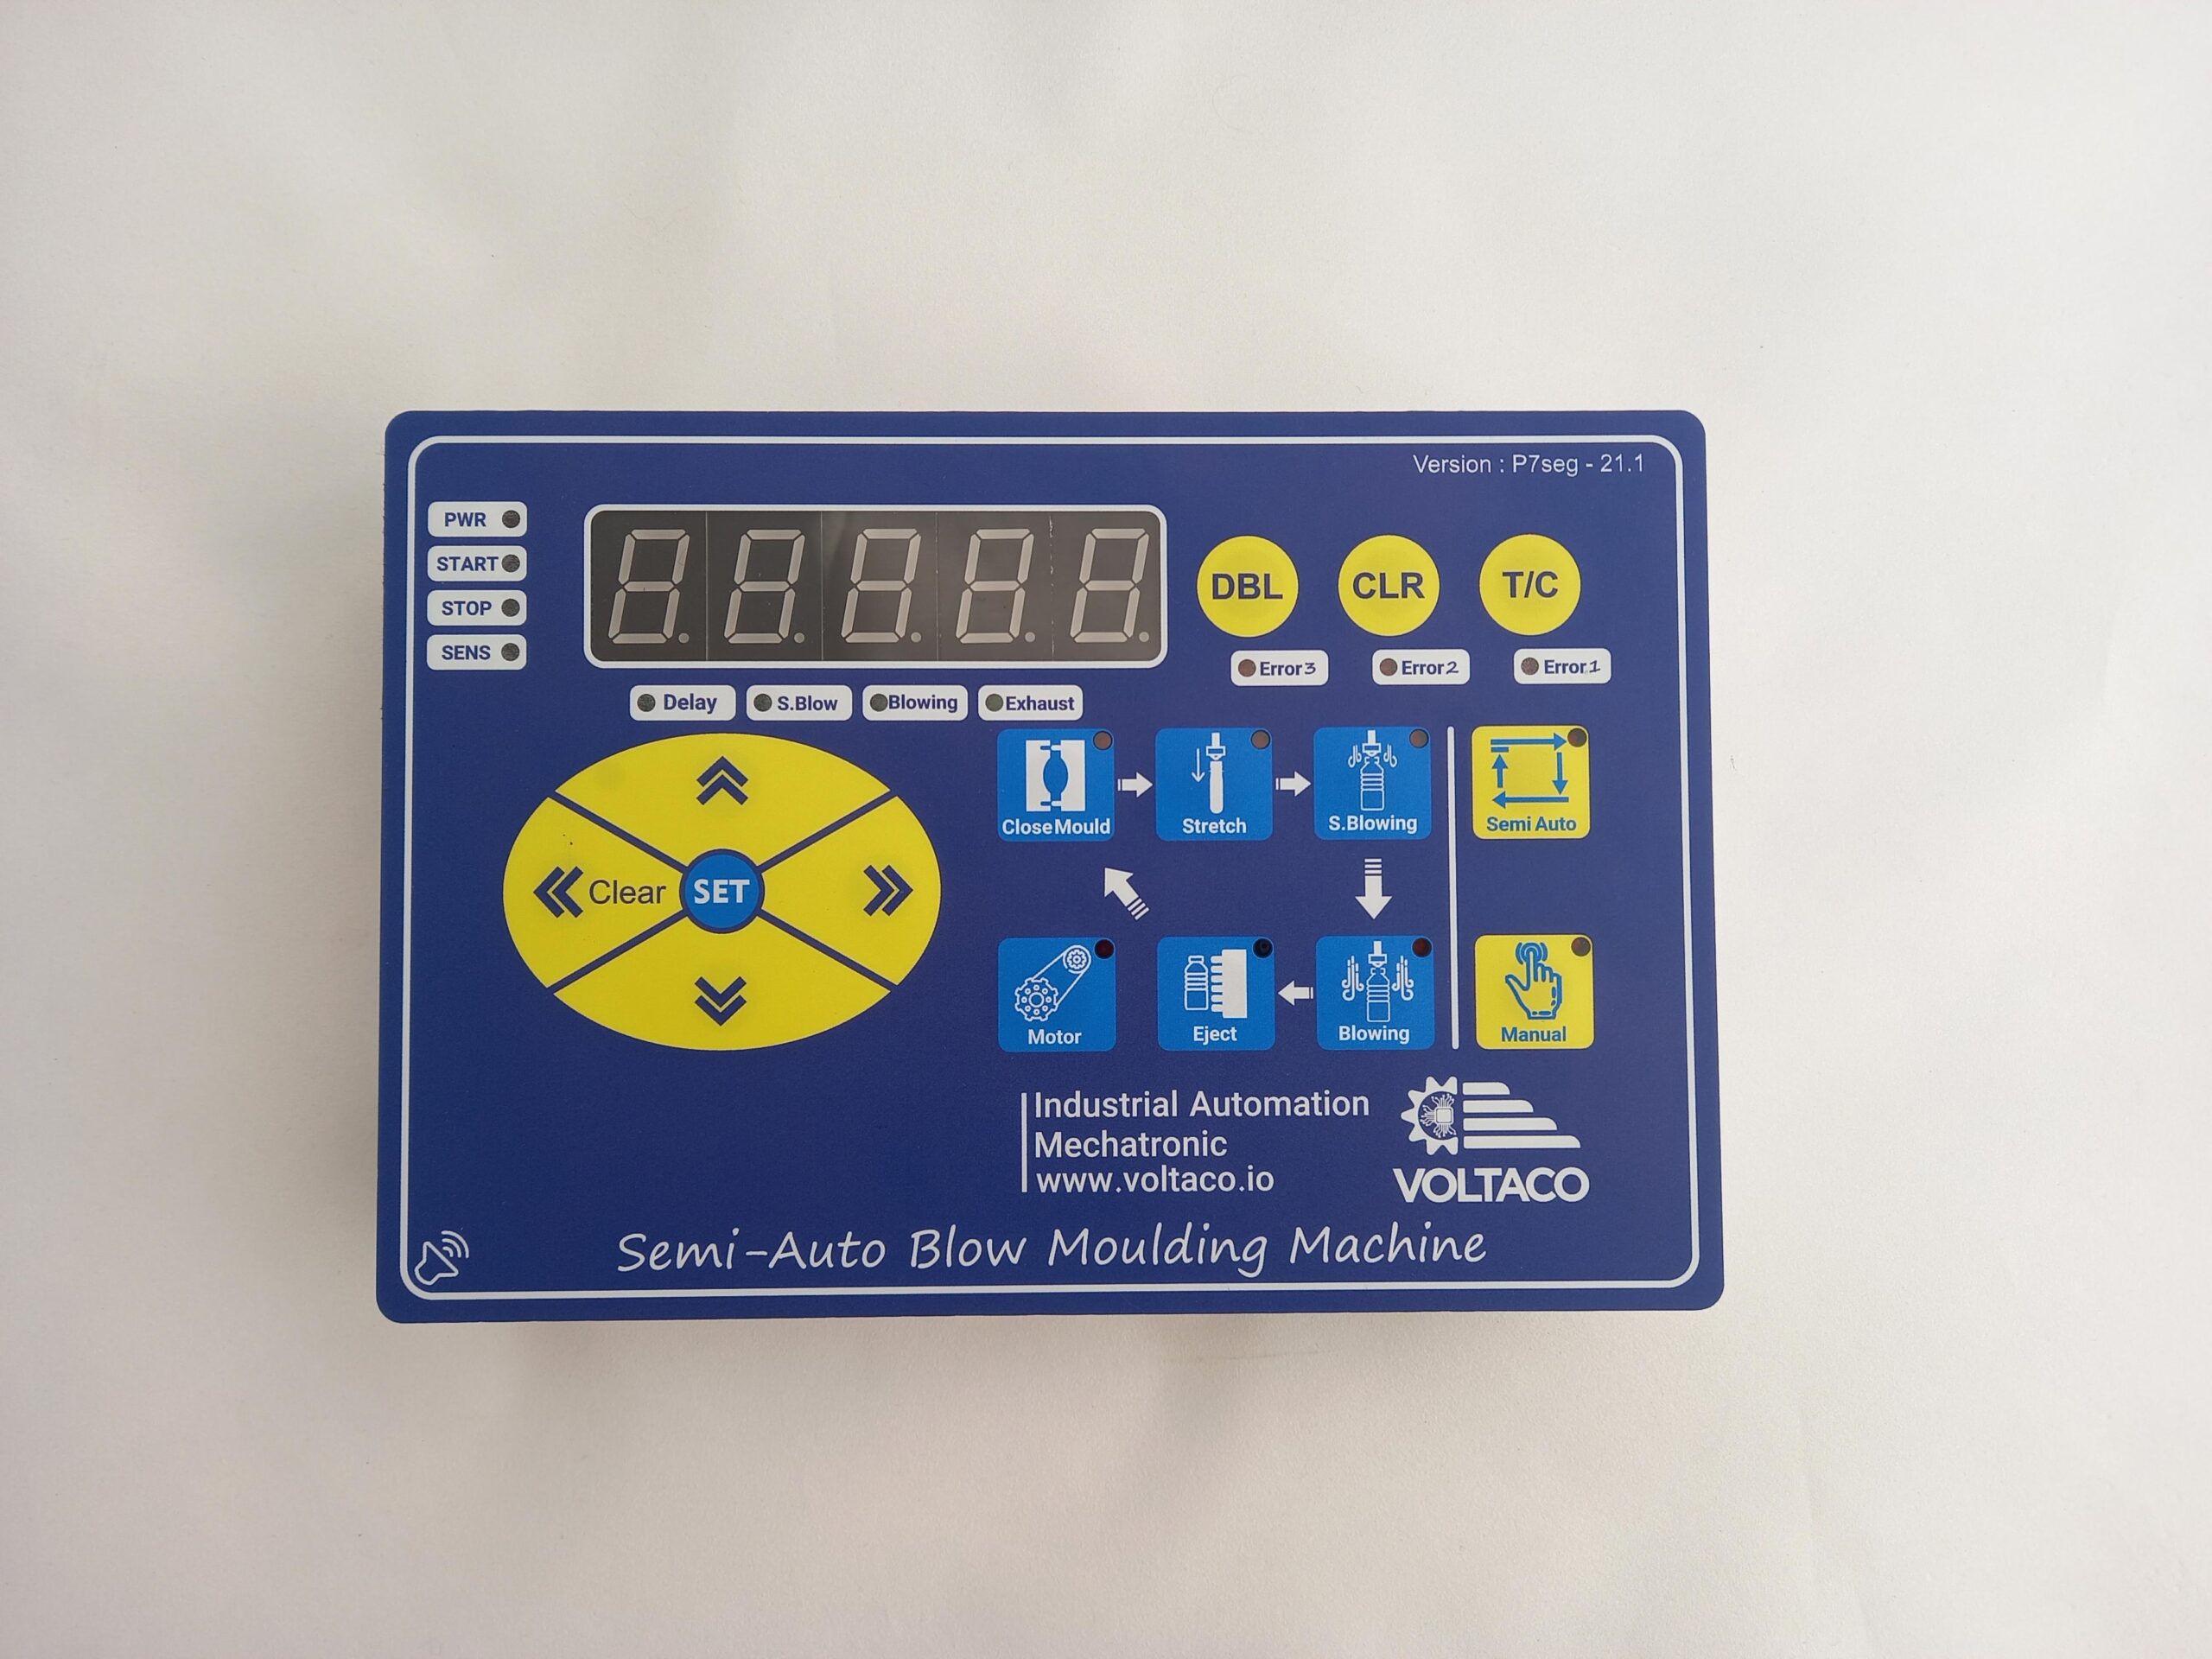 Version : P7seg - 21.1
PWR
START
STOP
SENS
DBL
CLR
T/C
Error3
Error2
Error1
Delay
S.Blow
Blowing
Exhaust
Clear
SET
Close Mould
Stretch
S.Blowing
Semi Auto
Motor
Eject
Blowing
Manual
Industrial Automation
Mechatronic
www.voltaco.io
VOLTACO
Semi-Auto Blow Moulding Machine